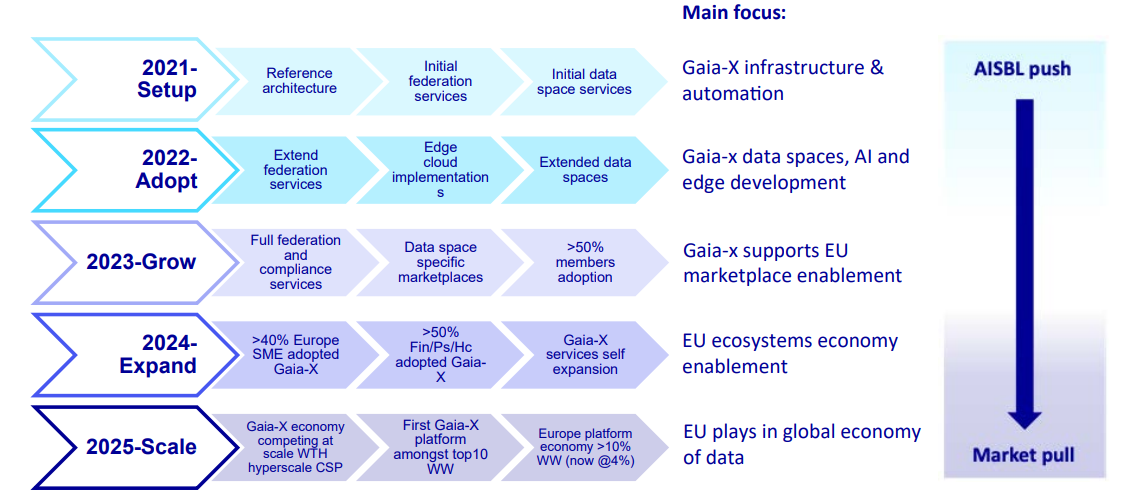 Main focus:
2021-
Setup
Reference
architecture
Initial
federation
services
Initial data
space services
Gaia-X infrastructure &
automation
AISBL push
2022-
Adopt
Extend
federation
services
Edge
cloud
implementation
s
Extended data
spaces
Gaia-x data spaces, AI and
edge development
2023-Grow
Full federation
and
compliance
services
Data space
specific
marketplaces
>50%
members
adoption
Gaia-x supports EU
marketplace enablement
2024-
Expand
>40% Europe
SME adopted
Gaia-X
>50%
Fin/Ps/Hc
adopted Gaia-
X
Gaia-X
services self
expansion
EU ecosystems economy
enablement
2025-Scale
Gaia-X economy
competing at
scale WTH
hyperscale CSP
First Gaia-X
platform
amongst top10
WW
Europe platform
economy >10%
WW (now @4%)
EU plays in global economy
of data
Market pull